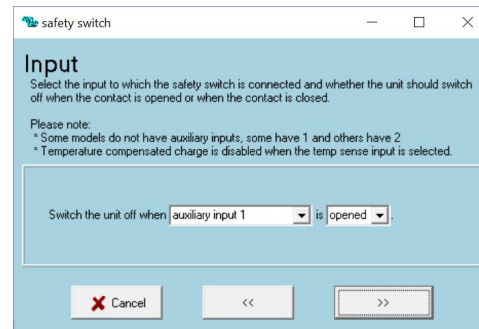 safety switch
Input
Select the input to which the safety switch is connected and whether the unit should switch
off when the contact is opened or when the contact is closed.
Please note:
* Some models do not have auxiliary inputs, some have 1 and others have 2
* Temperature compensated charge is disabled when the temp sense input is selected.
Switch the unit off when auxiliary input 1 is opened .
Cancel << >>